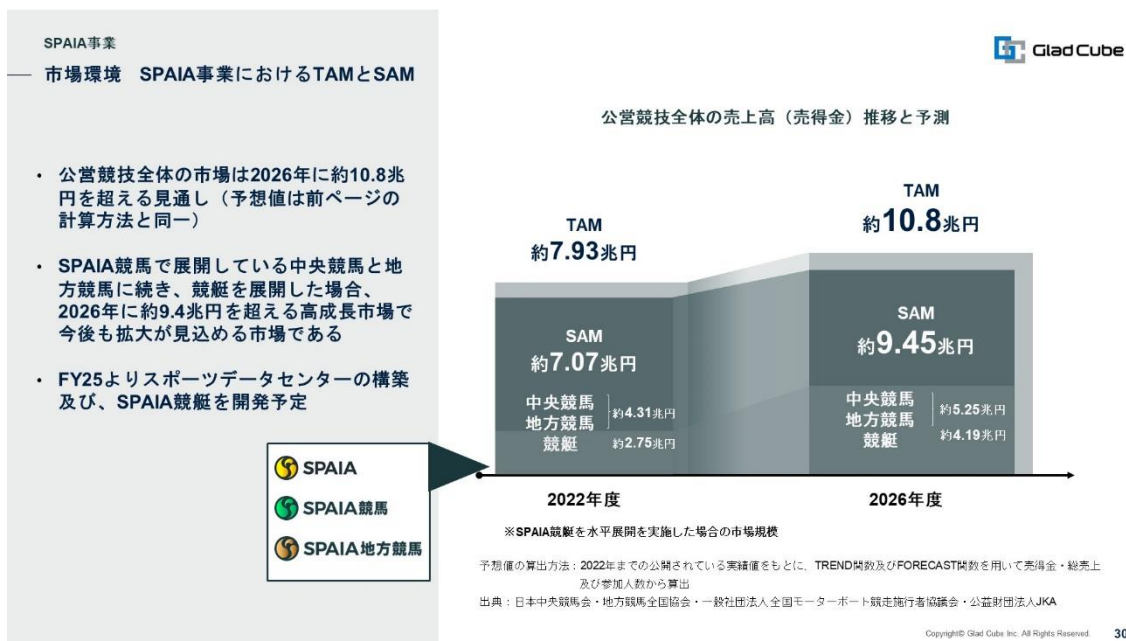 SPAIA事業
市場環境　SPAIA事業におけるTAMとSAM
Glad Cube
公営競技全体の売上高（売得金）推移と予測
・ 公営競技全体の市場は2026年に約10.8兆
円を超える見通し（予想値は前ページの
計算方法と同一）
・ SPAIA競馬で展開している中央競馬と地
方競馬に続き、競艇を展開した場合、
2026年に約9.4兆円を超える高成長市場で
今後も拡大が見込める市場である
・ FY25よりスポーツデータセンターの構築
及び、SPAIA競艇を開発予定
SPAIA
SPAIA競馬
SPAIA地方競馬
TAM
約7.93兆円
SAM
約7.07兆円
中央競馬
地方競馬
約4.31兆円
競艇 約2.75兆円
2022年度
TAM
約10.8兆円
SAM
約9.45兆円
中央競馬
地方競馬
約5.25兆円
競艇 約4.19兆円
2026年度
※SPAIA競艇を水平展開を実施した場合の市場規模
予想値の算出方法：2022年までの公開されている実績値をもとに、TREND関数及びFORECAST関数を用いて売得金・総売上
及び参加人数から算出
出典：日本中央競馬会・地方競馬全国協会・一般社団法人全国モーターボート競走施行者協議会・公益財団法人JKA
Copyright© Glad Cube Inc. All Rights Reserved.
30